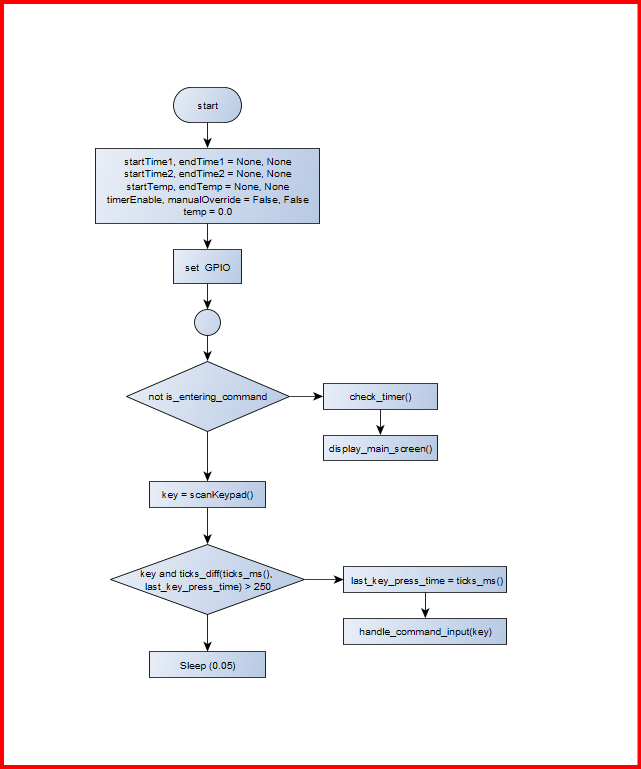 start
startTime1, endTime1 = None, None
startTime2, endTime2 = None, None
startTemp, endTemp = None, None
timerEnable, manualOverride = False, False
temp = 0.0
set  GPIO
not is_entering_command
check_timer()
display_main_screen()
key = scanKeypad()
key and ticks_diff(ticks_ms(),
last_key_press_time) > 250
last_key_press_time = ticks_ms()
handle_command_input(key)
Sleep (0.05)